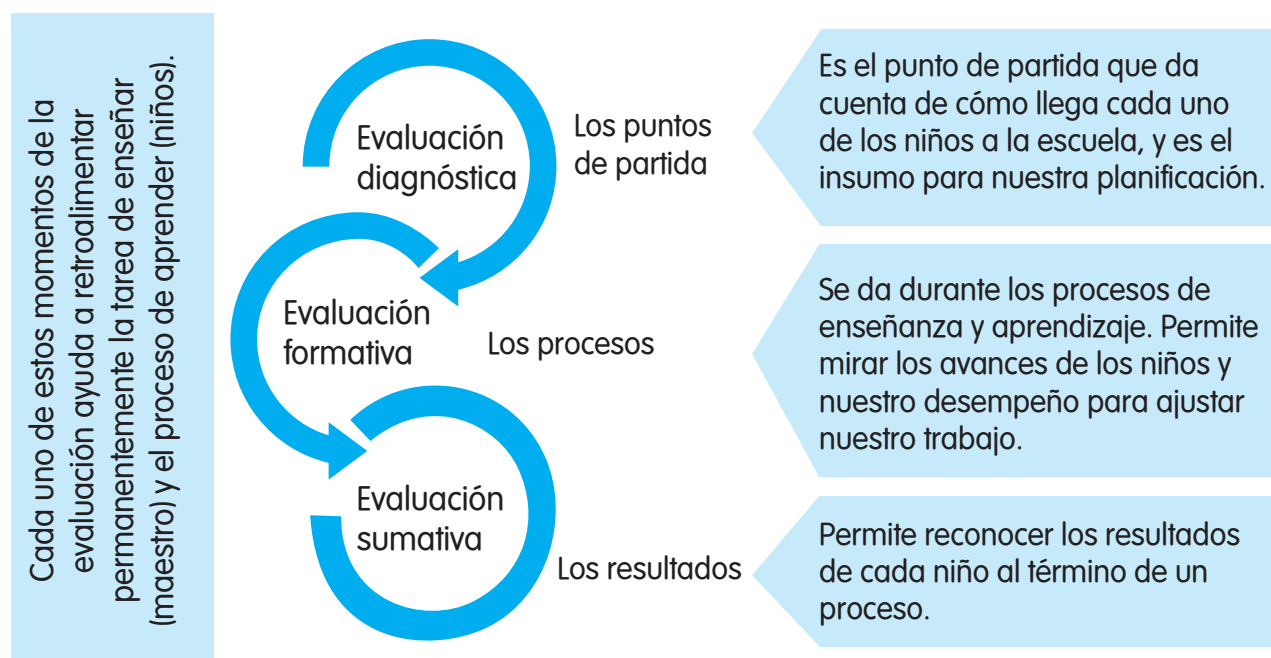 Cada uno de estos momentos de la
evaluación ayuda a retroalimentar
permanentemente la tarea de enseñar
(maestro) y el proceso de aprender (niños).
Evaluación
diagnóstica
Los puntos
de partida
Es el punto de partida que da
cuenta de cómo llega cada uno
de los niños a la escuela, y es el
insumo para nuestra planificación.
Evaluación
formativa
Los procesos
Se da durante los procesos de
enseñanza y aprendizaje. Permite
mirar los avances de los niños y
nuestro desempeño para ajustar
nuestro trabajo.
Evaluación
sumativa
Los resultados
Permite reconocer los resultados
de cada niño al término de un
proceso.